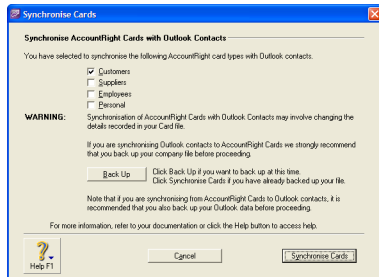 Synchronise Cards
Synchronise AccountRight Cards with Outlook Contacts
You have selected to synchronise the following AccountRight card types with Outlook contacts.
Customers
Suppliers
Employees
Personal
WARNING: Synchronisation of AccountRight Cards with Outlook Contacts may involve changing the
details recorded in your Card file.
If you are synchronising Outlook contacts to AccountRight Cards we strongly recommend
that you back up your company file before proceeding.
Back Up
Click Back Up if you want to back up at this time.
Click Synchronise Cards if you have already backed up your file.
Note that if you are synchronising from AccountRight Cards to Outlook contacts, it is
recommended that you also back up your Outlook data before proceeding.
For more information, refer to your documentation or click the Help button to access help.
Help F1
Cancel
Synchronise Cards